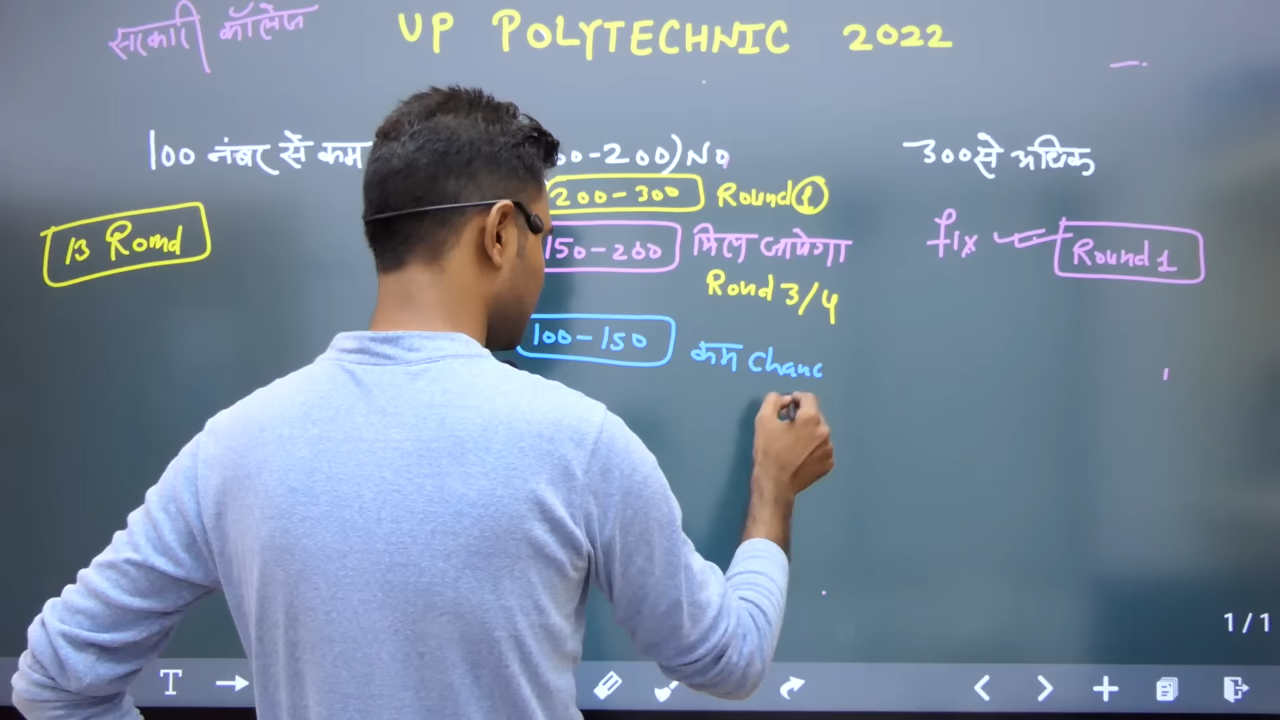 सरकारी कॉलेज
UP POLYTECHNIC 2022
100 नंबर से कम
00-200) No
300 से अधिक
200-300 Round 1
13 Romd
150-200 मिल जायेगा
fix Round 1
Rond 3/4
100-150 कम Chanc
1/1
T